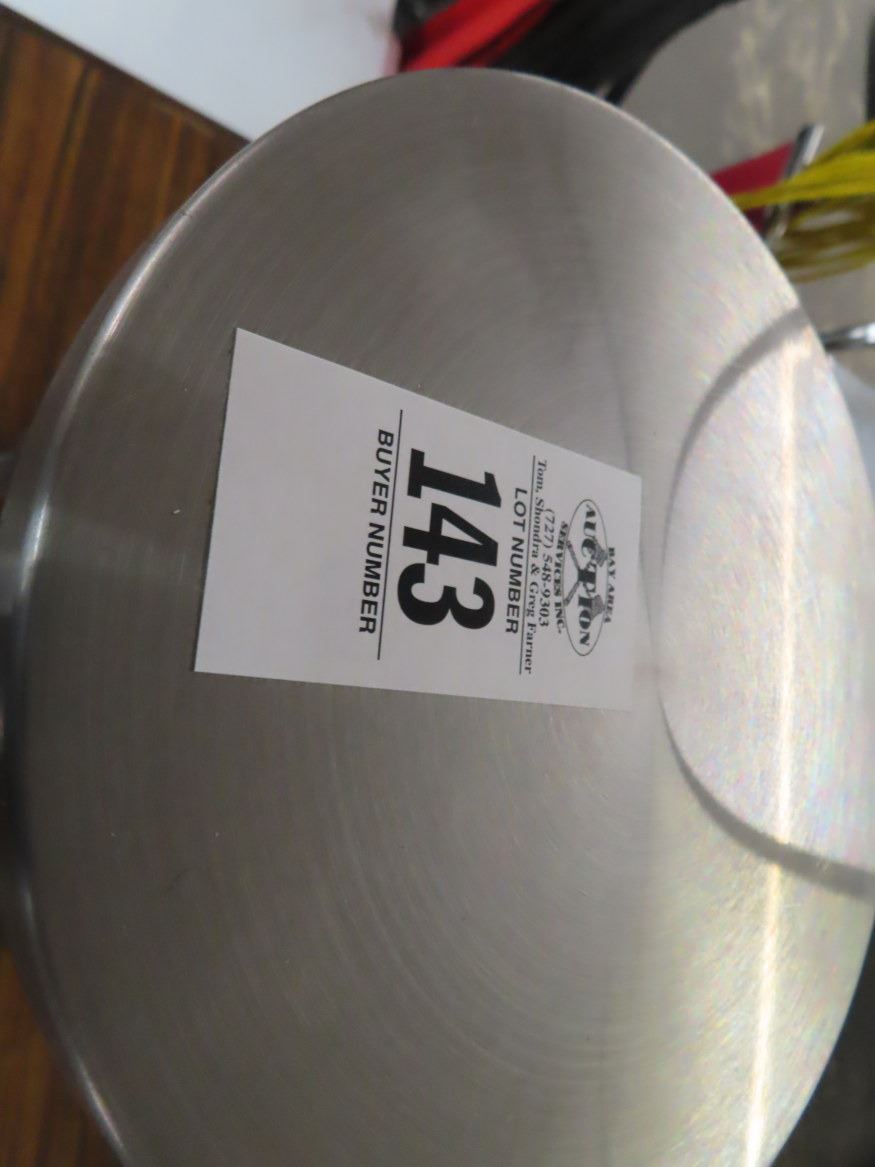 BAY AREA
AUCTION
SERVICES INC.
(727) 548-9303
Tom, Shondra & Greg Farner
LOT NUMBER
143
BUYER NUMBER